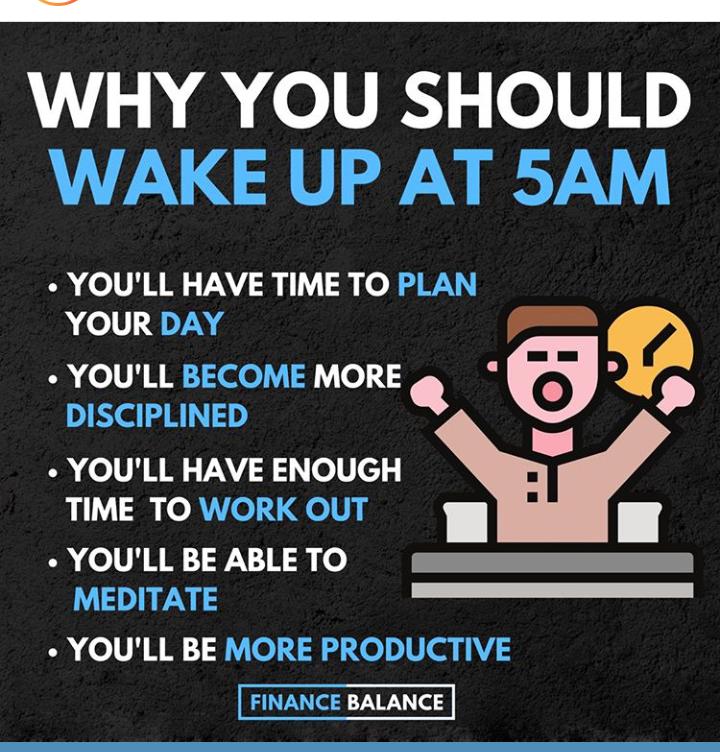 WHY YOU SHOULD
WAKE UP AT 5AM
• YOU'LL HAVE TIME TO PLAN
YOUR DAY
• YOU'LL BECOME MORE
DISCIPLINED
• YOU'LL HAVE ENOUGH
TIME TO WORK OUT
• YOU'LL BE ABLE TO
MEDITATE
• YOU'LL BE MORE PRODUCTIVE
FINANCE BALANCE